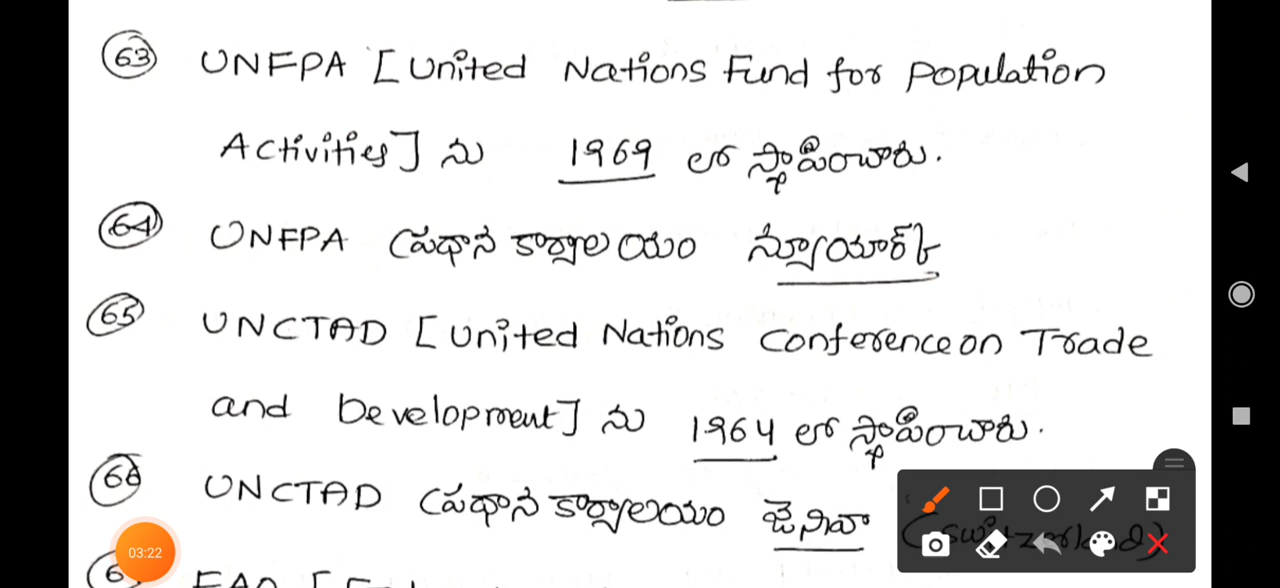 63 UNFPA [United Nations Fund for Population
Activities] ను 1969 లో స్థాపించారు.
64 UNFPA ప్రధాన కార్యాలయం న్యూయార్క్
65 UNCTAD [United Nations Conference on Trade
and Development] ను 1964 లో స్థాపించారు.
66 UNCTAD ప్రధాన కార్యాలయం జెనీవా (Switzerland)
03:22